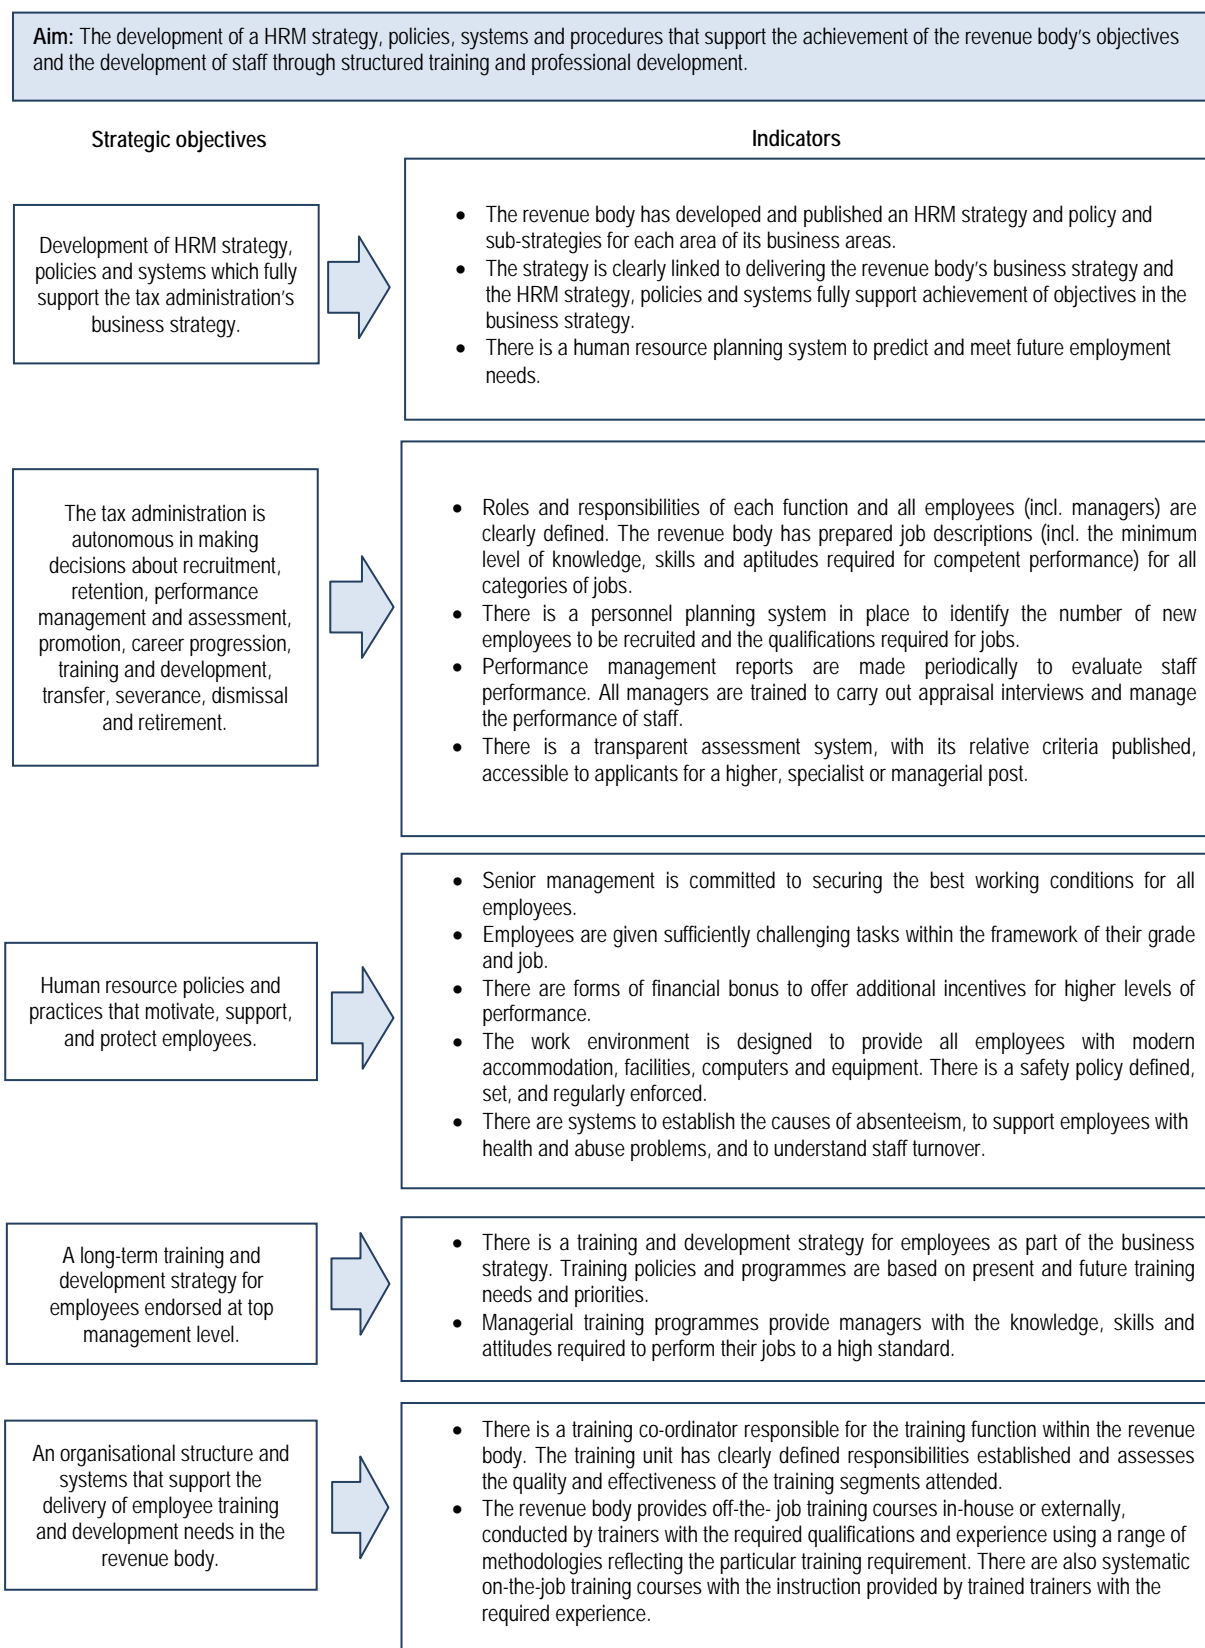 Aim: The development of a HRM strategy, policies, systems and procedures that support the achievement of the revenue body's objectives
and the development of staff through structured training and professional development.
Strategic objectives
Indicators
Development of HRM strategy,
policies and systems which fully
support the tax administration's
business strategy.
• The revenue body has developed and published an HRM strategy and policy and
sub-strategies for each area of its business areas.
• The strategy is clearly linked to delivering the revenue body's business strategy and
the HRM strategy, policies and systems fully support achievement of objectives in the
business strategy.
• There is a human resource planning system to predict and meet future employment
needs.
The tax administration is
autonomous in making
decisions about recruitment,
retention, performance
management and assessment,
promotion, career progression,
training and development,
transfer, severance, dismissal
and retirement.
• Roles and responsibilities of each function and all employees (incl. managers) are
clearly defined. The revenue body has prepared job descriptions (incl. the minimum
level of knowledge, skills and aptitudes required for competent performance) for all
categories of jobs.
• There is a personnel planning system in place to identify the number of new
employees to be recruited and the qualifications required for jobs.
• Performance management reports are made periodically to evaluate staff
performance. All managers are trained to carry out appraisal interviews and manage
the performance of staff.
• There is a transparent assessment system, with its relative criteria published,
accessible to applicants for a higher, specialist or managerial post.
Human resource policies and
practices that motivate, support,
and protect employees.
• Senior management is committed to securing the best working conditions for all
employees.
• Employees are given sufficiently challenging tasks within the framework of their grade
and job.
• There are forms of financial bonus to offer additional incentives for higher levels of
performance.
• The work environment is designed to provide all employees with modern
accommodation, facilities, computers and equipment. There is a safety policy defined,
set, and regularly enforced.
• There are systems to establish the causes of absenteeism, to support employees with
health and abuse problems, and to understand staff turnover.
A long-term training and
development strategy for
employees endorsed at top
management level.
• There is a training and development strategy for employees as part of the business
strategy. Training policies and programmes are based on present and future training
needs and priorities.
• Managerial training programmes provide managers with the knowledge, skills and
attitudes required to perform their jobs to a high standard.
An organisational structure and
systems that support the
delivery of employee training
and development needs in the
revenue body.
• There is a training co-ordinator responsible for the training function within the revenue
body. The training unit has clearly defined responsibilities established and assesses
the quality and effectiveness of the training segments attended.
• The revenue body provides off-the- job training courses in-house or externally,
conducted by trainers with the required qualifications and experience using a range of
methodologies reflecting the particular training requirement. There are also systematic
on-the-job training courses with the instruction provided by trained trainers with the
required experience.